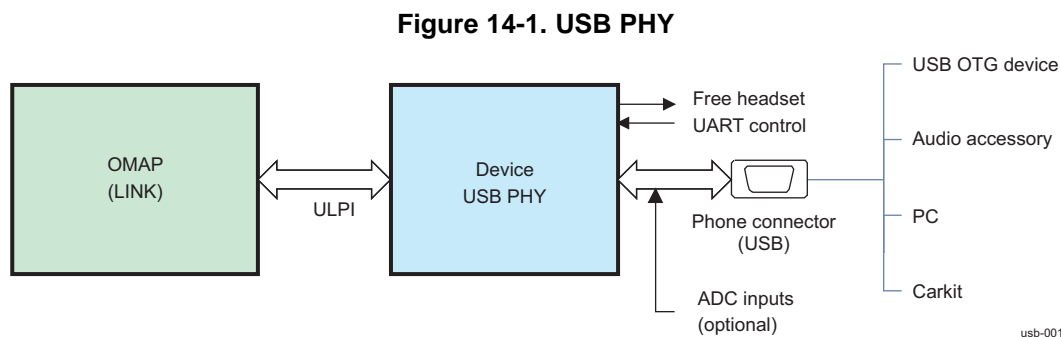 Figure 14-1. USB PHY
OMAP
(LINK)
ULPI
Device
USB PHY
Free headset
UART control
Phone connector
(USB)
ADC inputs
(optional)
USB OTG device
Audio accessory
PC
Carkit
usb-001